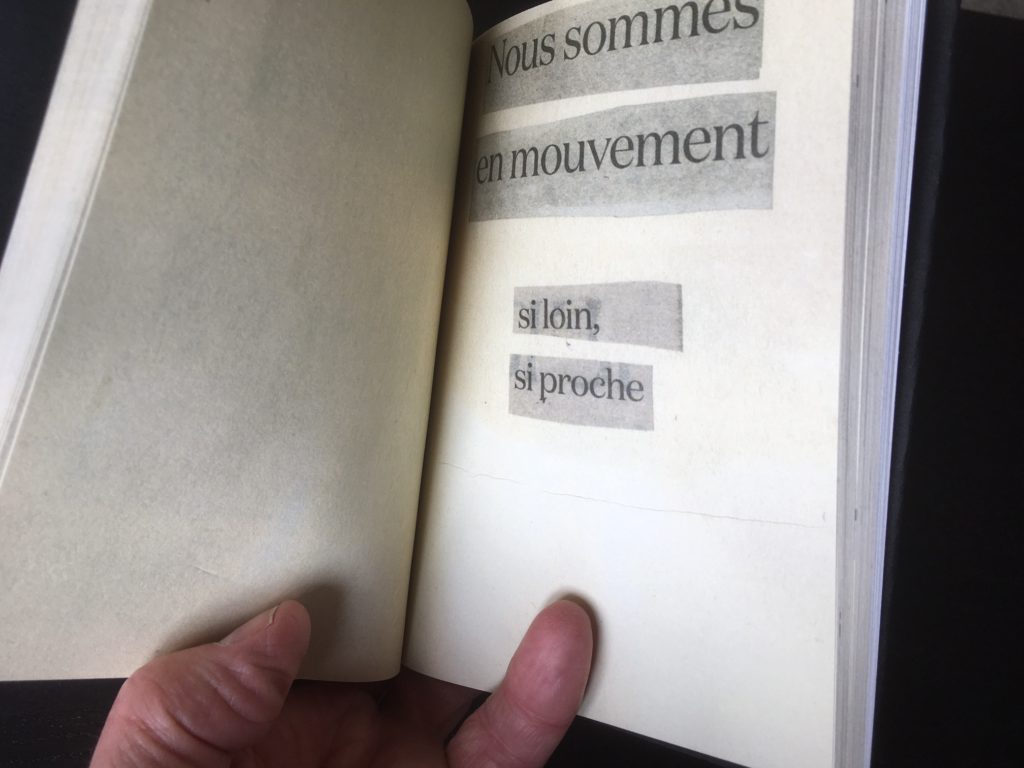 Nous sommes
en mouvement
si loin,
si proche